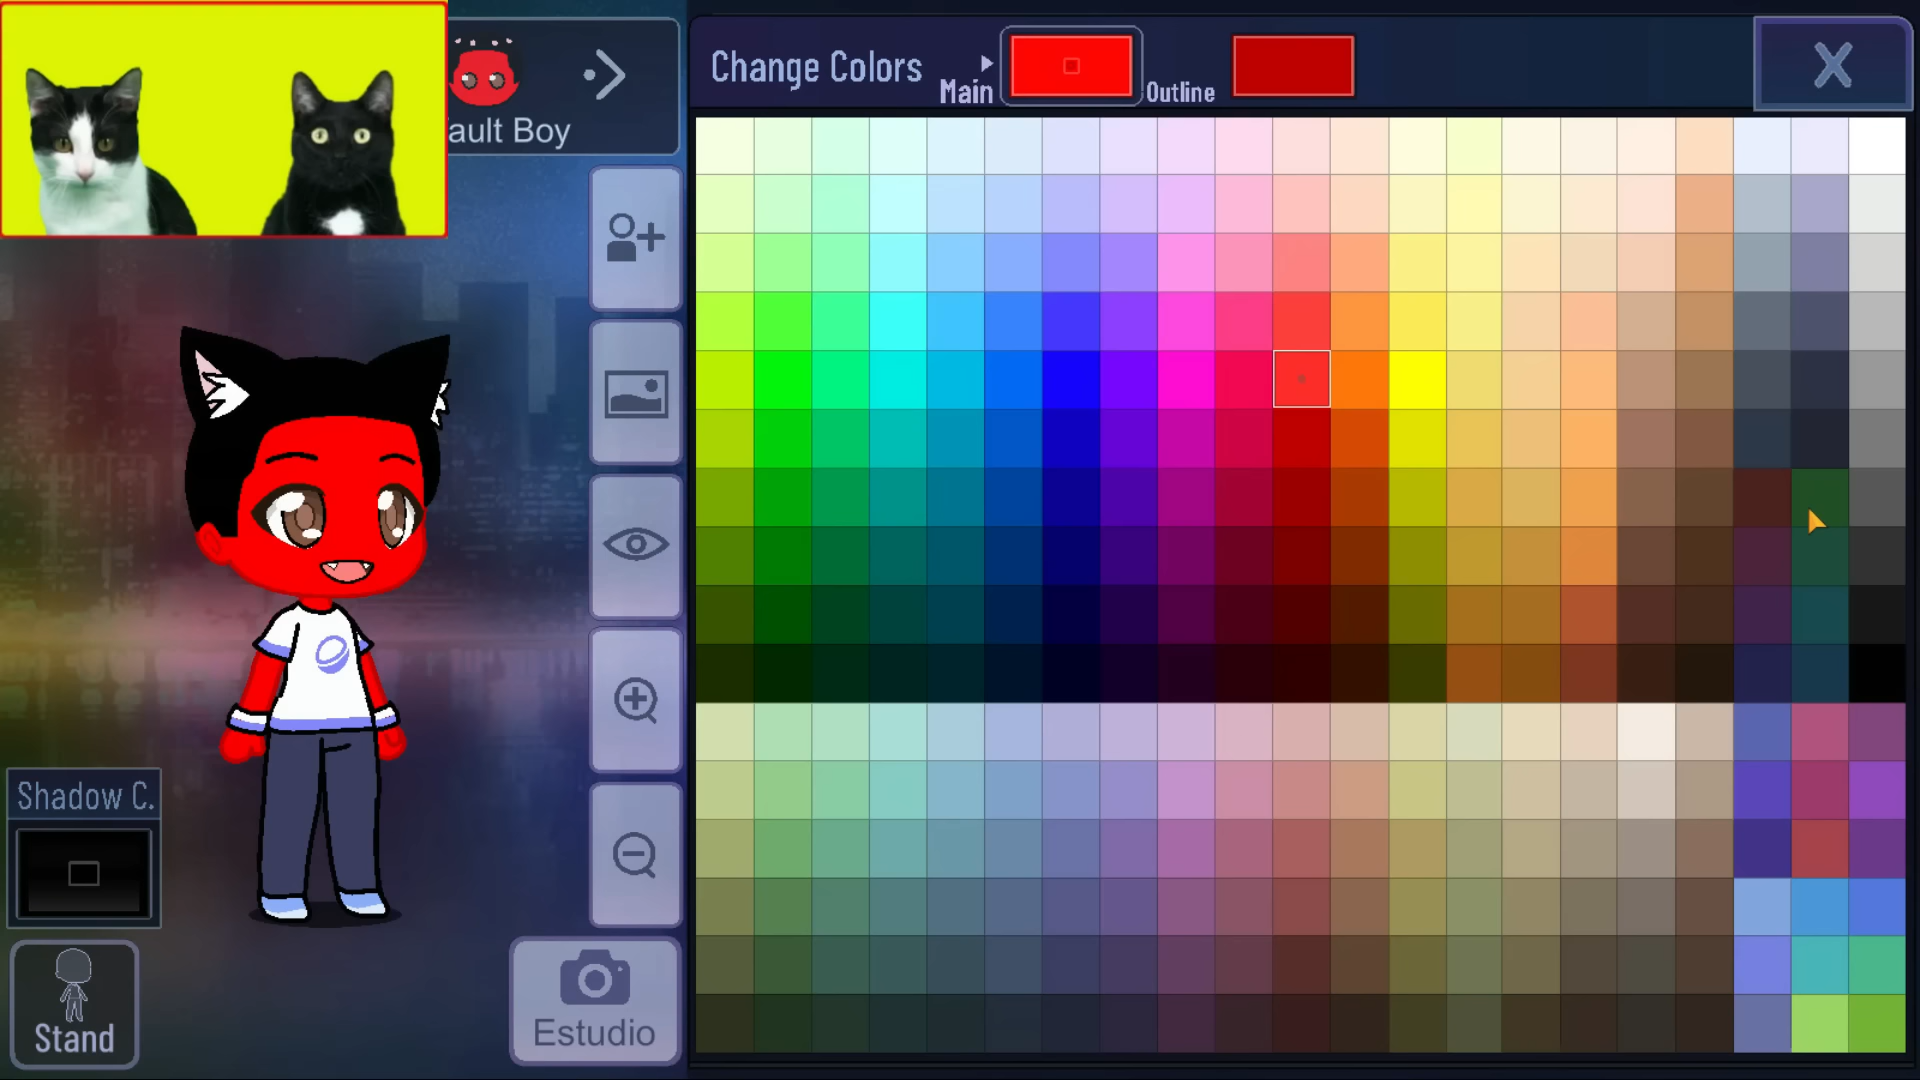 ault Boy
Change Colors
Main
Outline
X
Shadow C.
Stand
Estudio